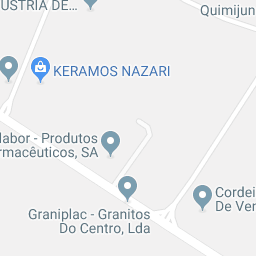 USTRIA DE...
Quimijun
KERAMOS NAZARI
labor - Produtos
rmacêuticos, SA
Graniplac - Granitos
Do Centro, Lda
Cordei
De Ver